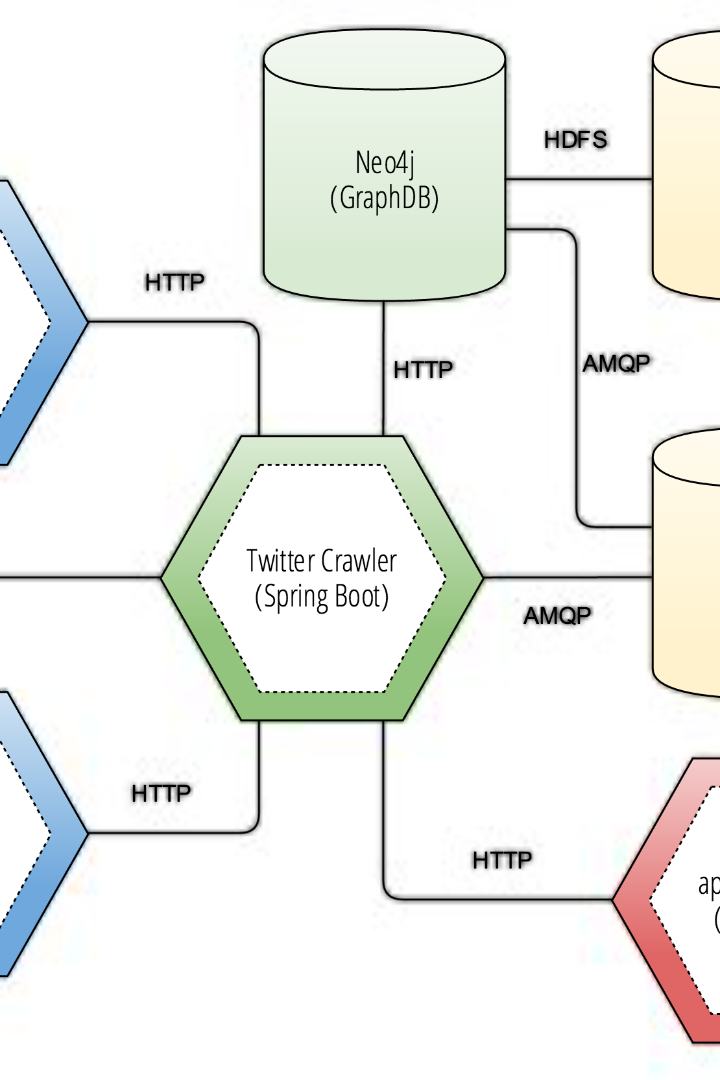 Neo4j
(GraphDB)
HDFS
HTTP
HTTP
AMQP
Twitter Crawler
(Spring Boot)
AMQP
HTTP
HTTP